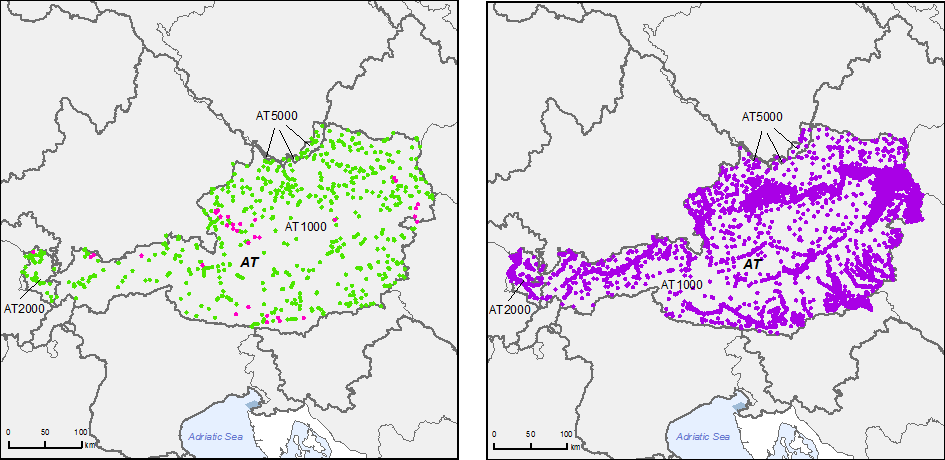 AT5000
AT1000
AT
AT2000
Adriatic Sea
0 50 100
km
AT5000
AT
AT1000
AT2000
Adriatic Sea
0 50 100
km